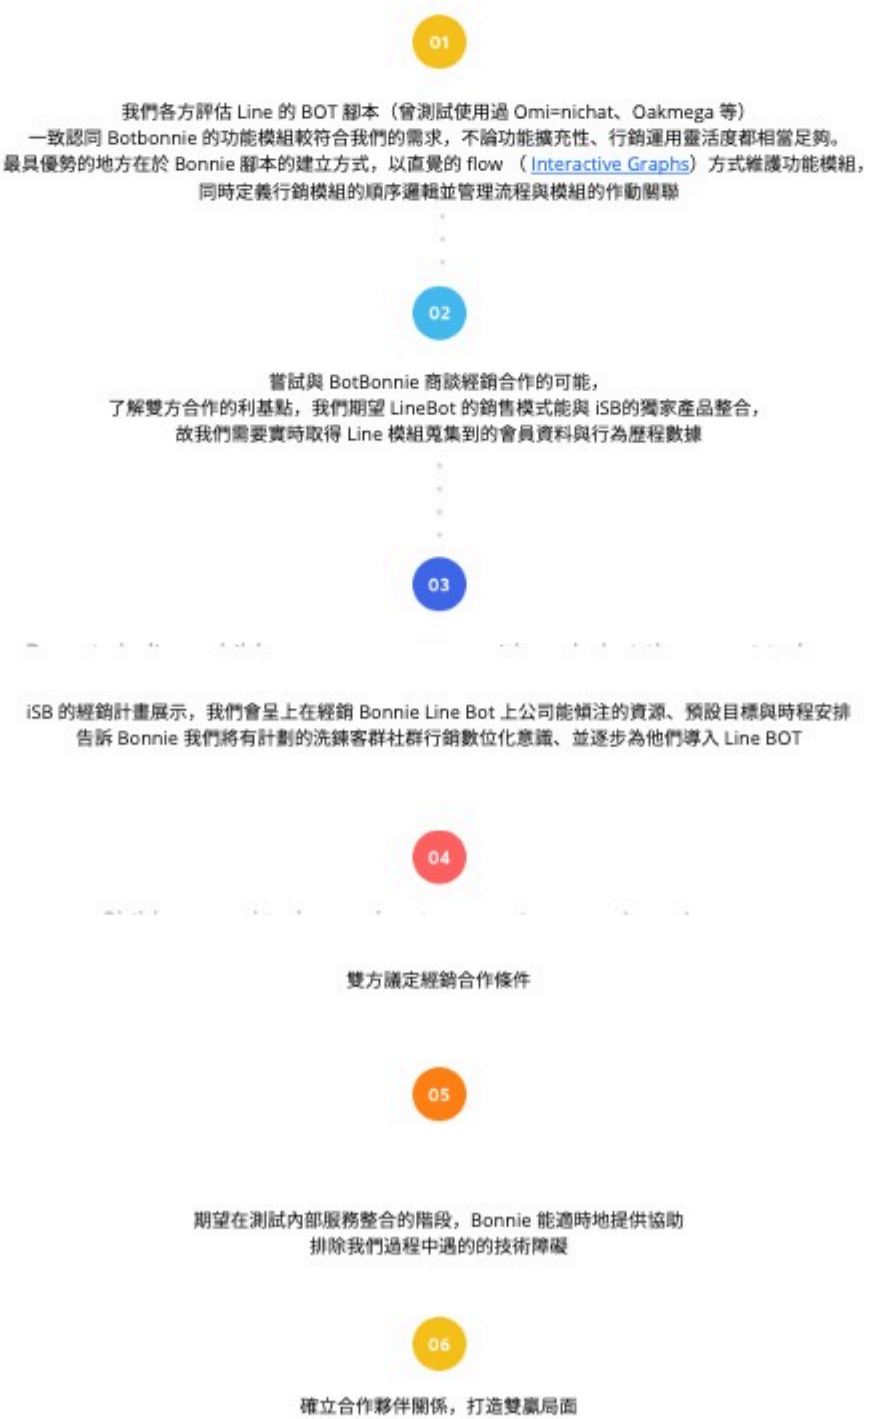 01
我們各方評估 Line 的 BOT 腳本（曾測試使用過 Omi=nichat、Oakmega 等）
一致認同 Botbonnie 的功能模組較符合我們的需求，不論功能擴充性、行銷運用靈活度都相當足夠。
最具優勢的地方在於 Bonnie 腳本的建立方式，以直覺的 flow （ Interactive Graphs）方式維護功能模組，
同時定義行銷模組的順序邏輯並管理流程與模組的作動關聯
02
嘗試與 BotBonnie 商談經銷合作的可能，
了解雙方合作的利基點，我們期望 LineBot 的銷售模式能與 iSB的獨家產品整合，
故我們需要實時取得 Line 模組蒐集到的會員資料與行為歷程數據
03
iSB 的經銷計畫展示，我們會呈上在經銷 Bonnie Line Bot 上公司能傾注的資源、預設目標與時程安排
告訴 Bonnie 我們將有計劃的洗鍊客群社群行銷數位化意識、並逐步為他們導入 Line BOT
04
雙方議定經銷合作條件
05
期望在測試內部服務整合的階段，Bonnie 能適時地提供協助
排除我們過程中遇的的技術障礙
06
確立合作夥伴關係，打造雙贏局面